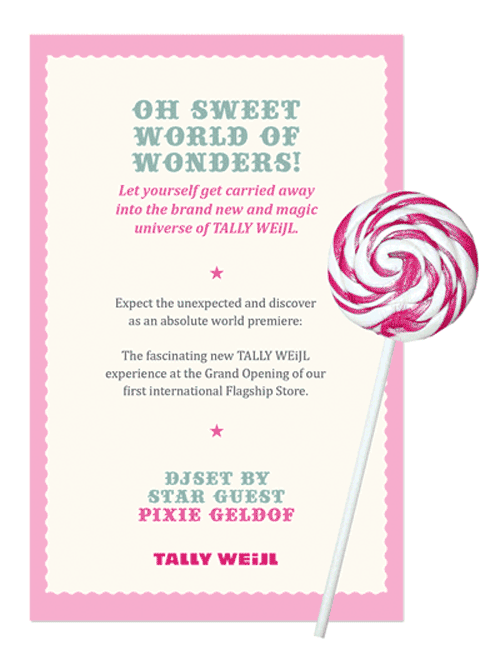 OH SWEET
WORLD OF
WONDERS!
Let yourself get carried away
into the brand new and magic
universe of TALLY WEiJL.
Expect the unexpected and discover
as an absolute world premiere:
The fascinating new TALLY WEiJL
experience at the Grand Opening of our
first international Flagship Store.
DJSET BY
STAR GUEST
PIXIE GELDOF
TALLY WEiJL